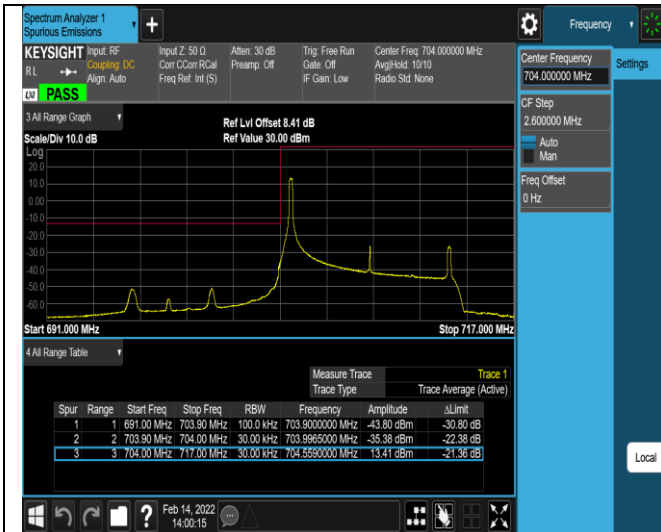 Spectrum Analyzer 1
Spurious Emissions
Frequency
KEYSIGHT Input: RF Input Z: 50 Ω Atten: 30 dB Trig: Free Run Center Freq: 704.000000 MHz
RL Coupling: DC Corr CCorr RCal Preamp: Off Gate: Off Avg|Hold: 10/10
Align: Auto Freq Ref: Int (S) IF Gain: Low Radio Std: None
LXI PASS
Center Frequency
704.000000 MHz
Settings
CF Step
2.600000 MHz
Auto
Man
Freq Offset
0 Hz
3 All Range Graph
Ref Lvl Offset 8.41 dB
Scale/Div 10.0 dB Ref Value 30.00 dBm
Log
20.0
10.0
0.00
-10.0
-20.0
-30.0
-40.0
-50.0
-60.0
Start 691.000 MHz Stop 717.000 MHz
4 All Range Table
Measure Trace Trace 1
Trace Type Trace Average (Active)
Spur Range Start Freq Stop Freq RBW Frequency Amplitude ΔLimit
1 1 691.00 MHz 703.90 MHz 100.0 kHz 703.9000000 MHz -43.80 dBm -30.80 dB
2 2 703.90 MHz 704.00 MHz 30.00 kHz 703.9965000 MHz -35.38 dBm -22.38 dB
3 3 704.00 MHz 717.00 MHz 30.00 kHz 704.5590000 MHz 13.41 dBm -21.36 dB
Local
Feb 14, 2022
14:00:15